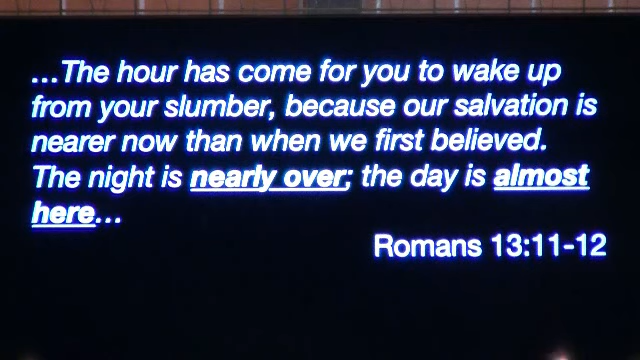 ...The hour has come for you to wake up
from your slumber, because our salvation is
nearer now than when we first believed.
The night is nearly over; the day is almost
here...
Romans 13:11-12